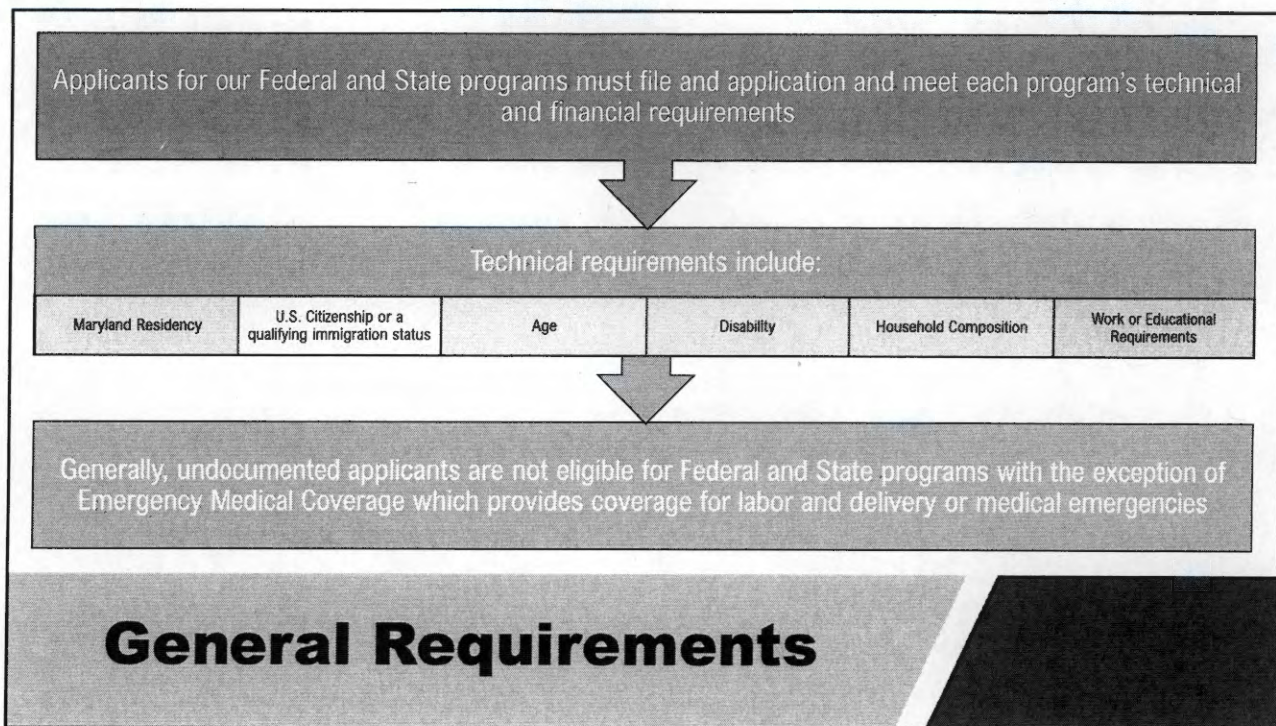 Applicants for our Federal and State programs must file and application and meet each program's technical
and financial requirements
Technical requirements include:
Maryland Residency
U.S. Citizenship or a
qualifying immigration status
Age
Disability
Household Composition
Work or Educational
Requirements
Generally, undocumented applicants are not eligible for Federal and State programs with the exception of
Emergency Medical Coverage which provides coverage for labor and delivery or medical emergencies
General Requirements